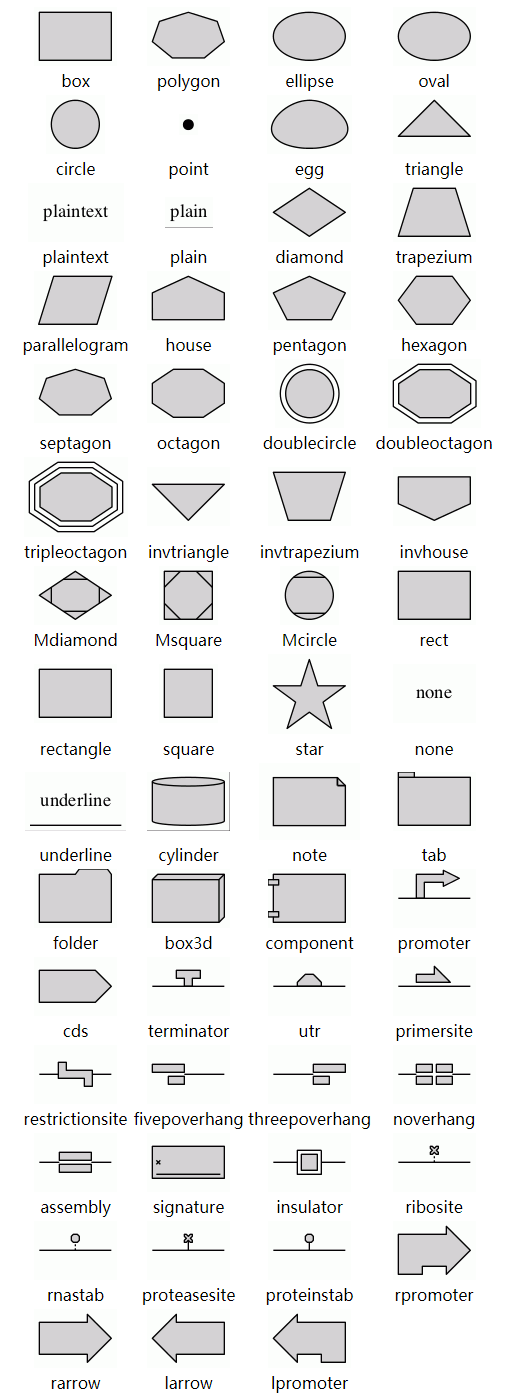 box polygon ellipse oval
circle point egg triangle
plaintext plain
plaintext plain diamond trapezium
parallelogram house pentagon hexagon
septagon octagon doublecircle doubleoctagon
tripleoctagon invtriangle invtrapezium invhouse
Mdiamond Msquare Mcircle rect
none
rectangle square star none
underline
underline cylinder note tab
folder box3d component promoter
cds terminator utr primersite
restrictionsite fivepoverhang threepoverhang noverhang
assembly signature insulator ribosite
rnastab proteasesite proteinstab rpromoter
rarrow larrow lpromoter